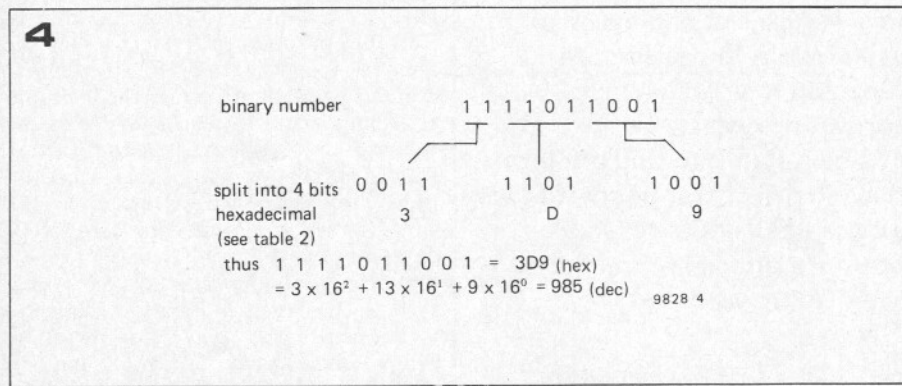 4
binary number 1 1 1 1 0 1 1 0 0 1
split into 4 bits 0 0 1 1 1 1 0 1 1 0 0 1
hexadecimal 3 D 9
(see table 2)
thus 1 1 1 1 0 1 1 0 0 1 = 3D9 (hex)
= 3 x 16² + 13 x 16¹ + 9 x 16⁰ = 985 (dec)
9828 4